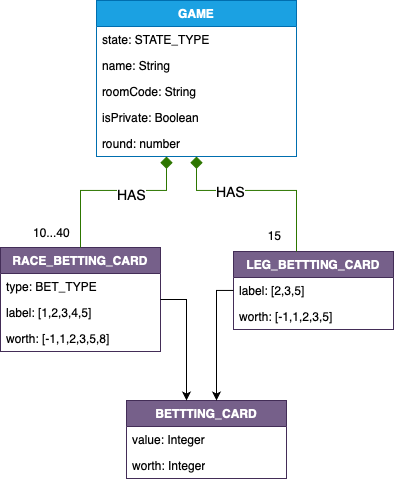 GAME
state: STATE_TYPE
name: String
roomCode: String
isPrivate: Boolean
round: number
HAS
HAS
10...40
15
RACE_BETTING_CARD
type: BET_TYPE
label: [1,2,3,4,5]
worth: [-1,1,2,3,5,8]
LEG_BETTTING_CARD
label: [2,3,5]
worth: [-1,1,2,3,5]
BETTTING_CARD
value: Integer
worth: Integer